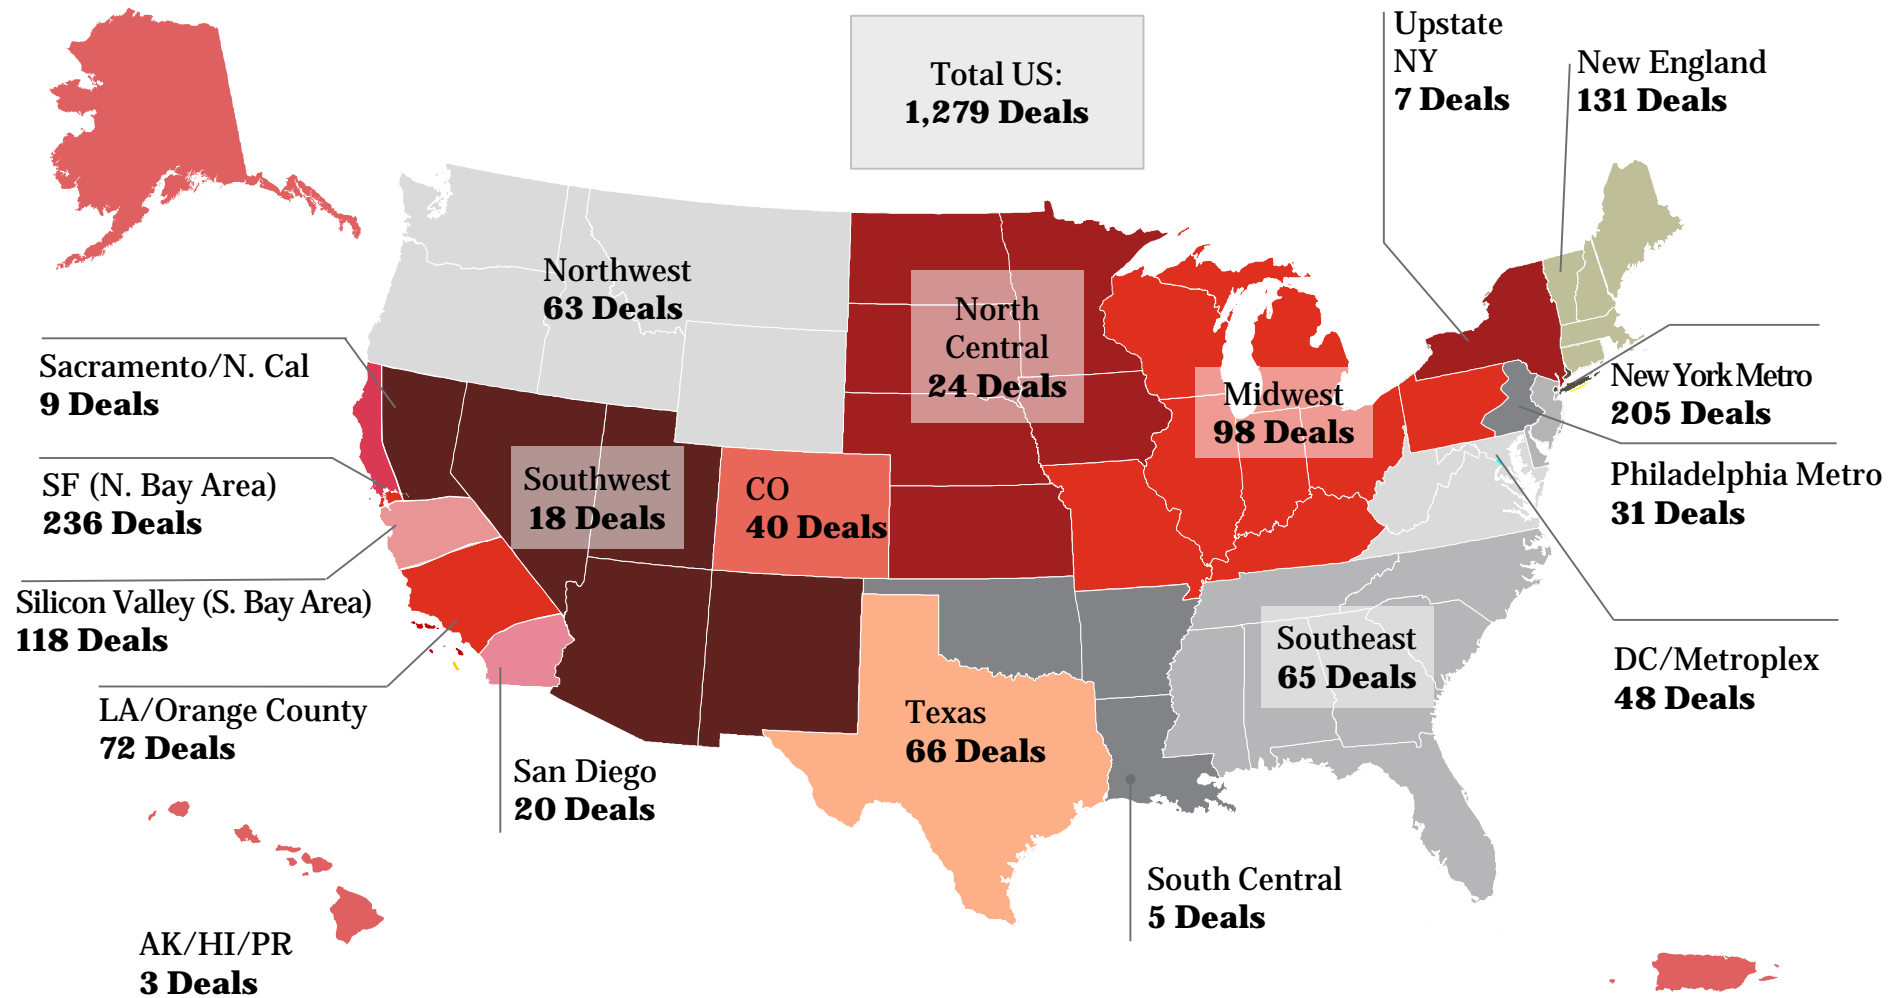 Total US:
1,279 Deals
Upstate
NY
7 Deals
New England
131 Deals
Northwest
63 Deals
North
Central
24 Deals
Midwest
98 Deals
Sacramento/N. Cal
9 Deals
New York Metro
205 Deals
SF (N. Bay Area)
236 Deals
Southwest
18 Deals
CO
40 Deals
Philadelphia Metro
31 Deals
Silicon Valley (S. Bay Area)
118 Deals
Southeast
65 Deals
DC/Metroplex
48 Deals
LA/Orange County
72 Deals
Texas
66 Deals
San Diego
20 Deals
South Central
5 Deals
AK/HI/PR
3 Deals